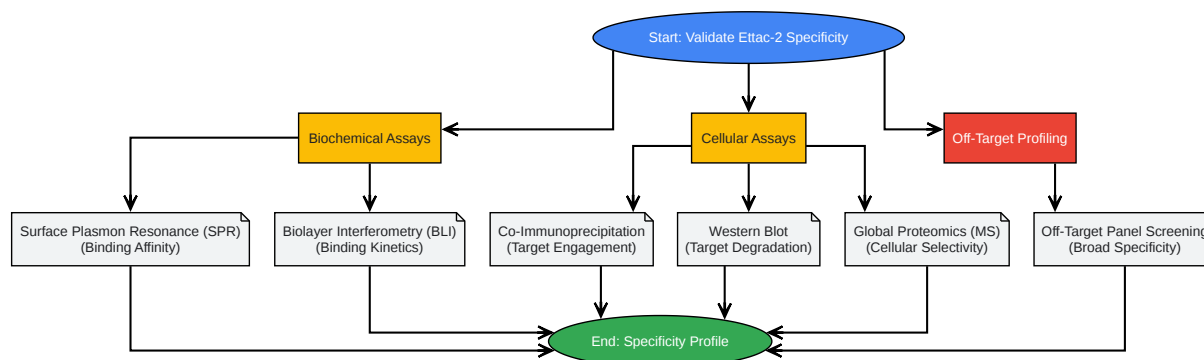 Start: Validate Ettac-2 Specificity
Biochemical Assays
Cellular Assays
Off-Target Profiling
Surface Plasmon Resonance (SPR)
(Binding Affinity)
Biolayer Interferometry (BLI)
(Binding Kinetics)
Co-Immunoprecipitation
(Target Engagement)
Western Blot
(Target Degradation)
Global Proteomics (MS)
(Cellular Selectivity)
Off-Target Panel Screening
(Broad Specificity)
End: Specificity Profile